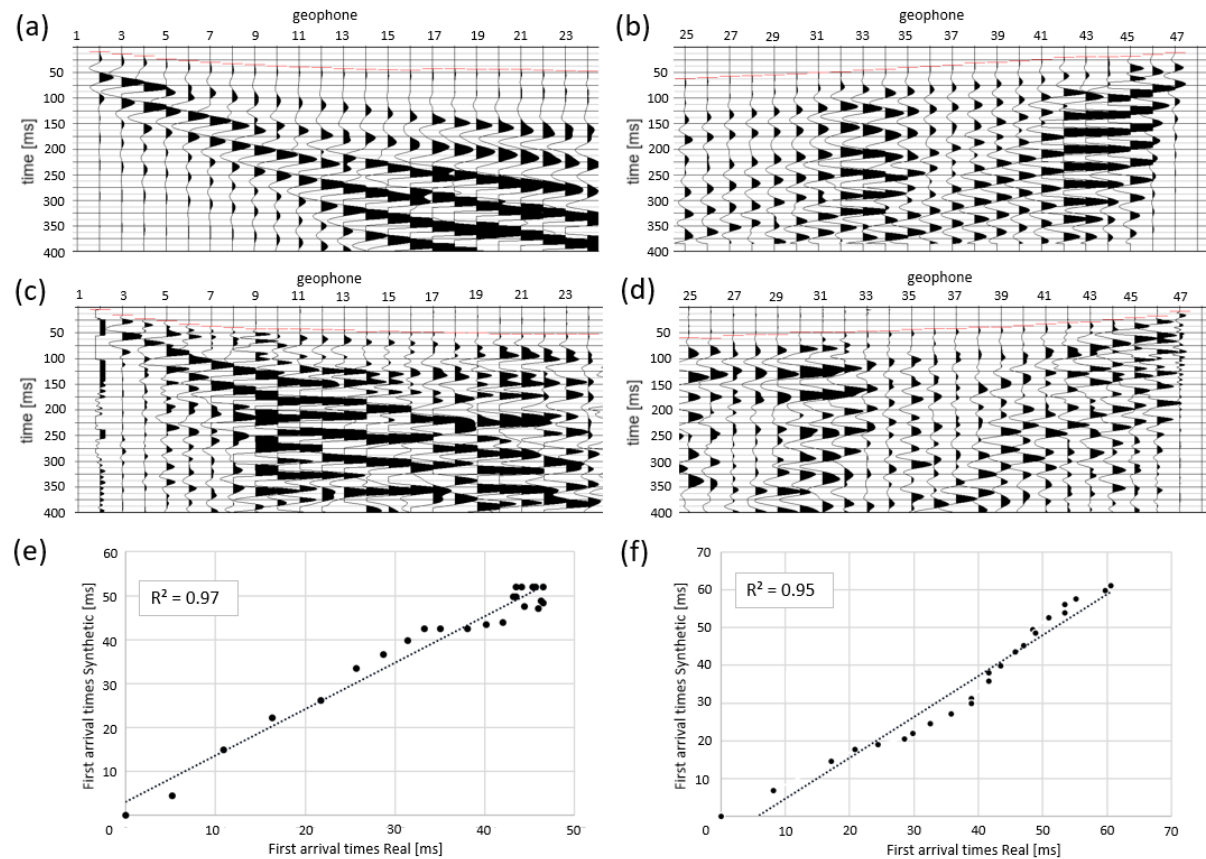 (a)
geophone
1 3 5 7 9 11 13 15 17 19 21 23
50
100
150
200
250
300
350
400
time [ms]
(b)
geophone
25 27 29 31 33 35 37 39 41 43 45 47
50
100
150
200
250
300
350
400
time [ms]
(c)
geophone
1 3 5 7 9 11 13 15 17 19 21 23
50
100
150
200
250
300
350
400
time [ms]
(d)
geophone
25 27 29 31 33 35 37 39 41 43 45 47
50
100
150
200
250
300
350
400
time [ms]
(e)
60
50
40
30
20
10
0 10 20 30 40 50
R² = 0.97
First arrival times Synthetic [ms]
First arrival times Real [ms]
(f)
70
60
50
40
30
20
10
0 10 20 30 40 50 60 70
R² = 0.95
First arrival times Synthetic [ms]
First arrival times Real [ms]